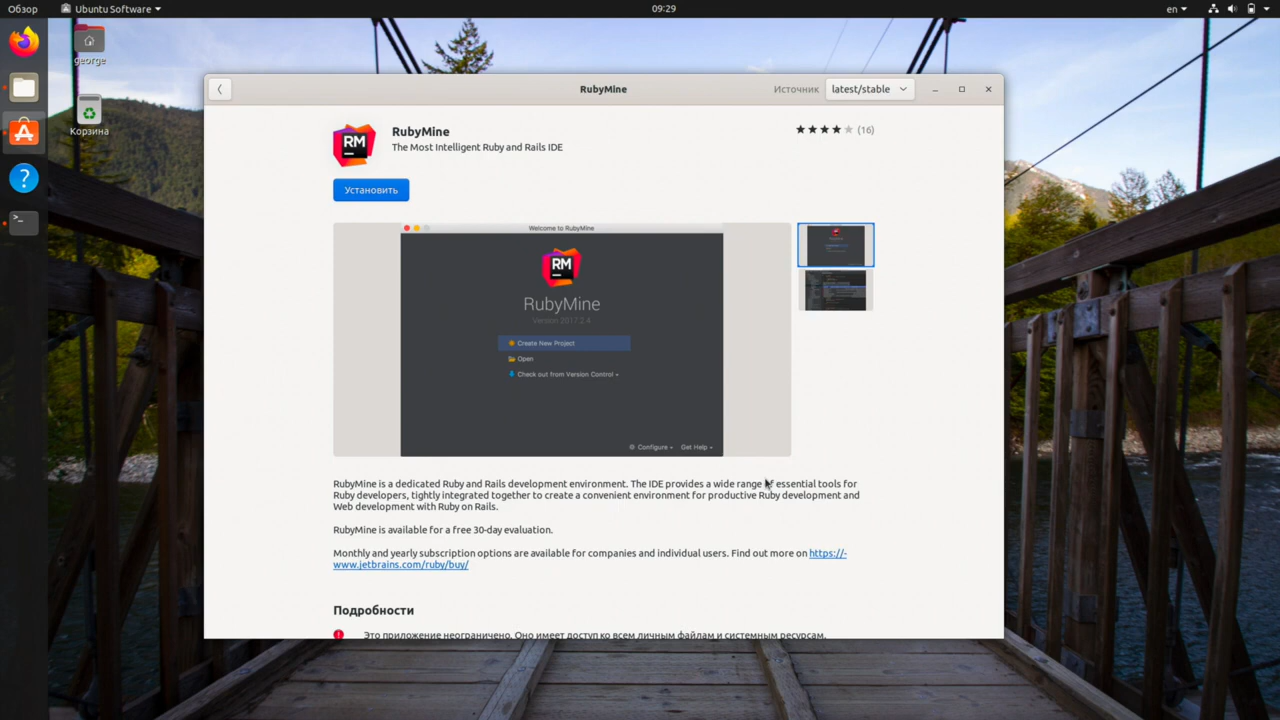 Обзор
Ubuntu Software
09:29
en
george
Корзина
RubyMine
Источник
latest/stable
RM
RubyMine
The Most Intelligent Ruby and Rails IDE
(16)
Установить
Welcome to RubyMine
RM
RubyMine
Version 2017.2.4
Create New Project
Open
Check out from Version Control
Configure
Get Help
RubyMine is a dedicated Ruby and Rails development environment. The IDE provides a wide range of essential tools for
Ruby developers, tightly integrated together to create a convenient environment for productive Ruby development and
Web development with Ruby on Rails.
RubyMine is available for a free 30-day evaluation.
Monthly and yearly subscription options are available for companies and individual users. Find out more on https://-
www.jetbrains.com/ruby/buy/
Подробности
Это приложение неограничено. Оно имеет доступ ко всем личным файлам и системным ресурсам.